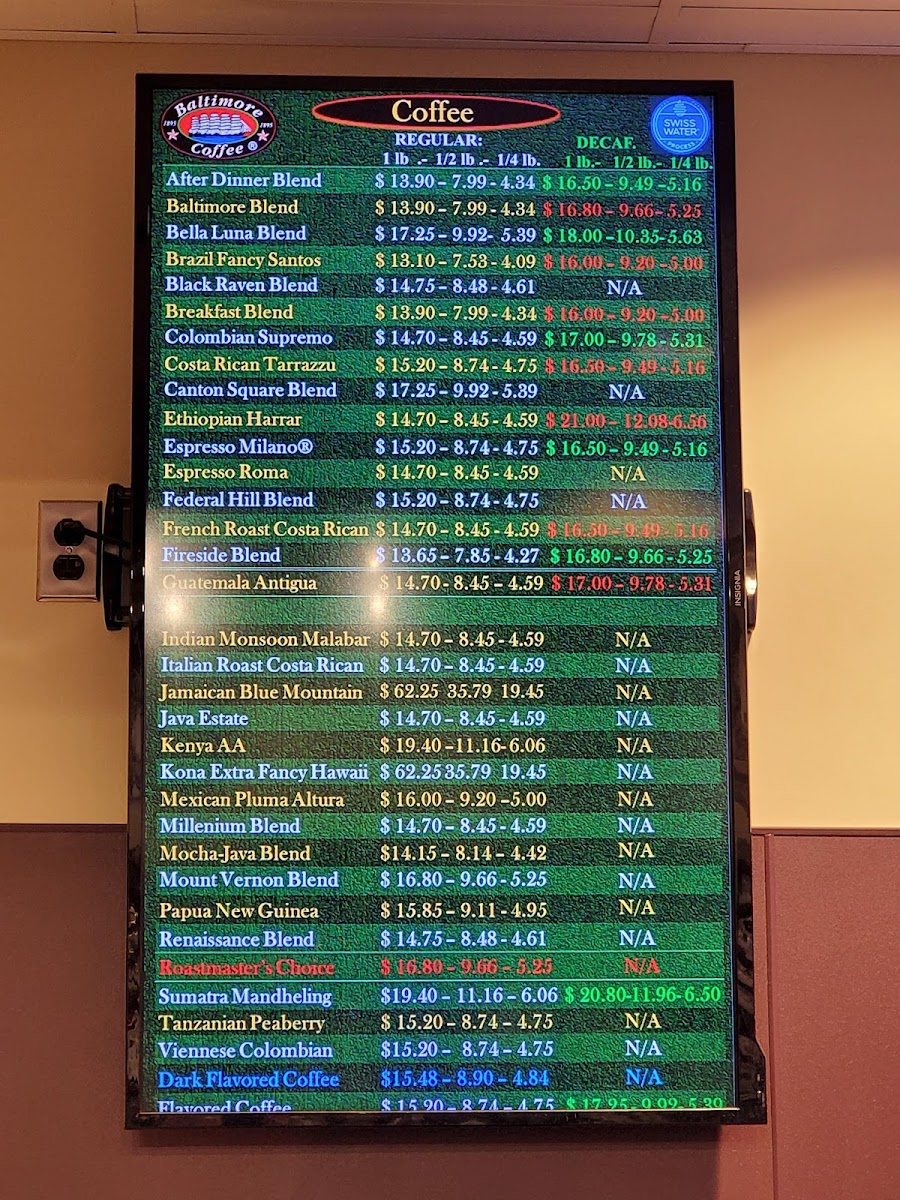 Baltimore
1895 1895
Coffee ®
Coffee
SWISS
WATER
PROCESS
REGULAR: DECAF.
1 lb .- 1/2 lb .- 1/4 lb. 1 lb.- 1/2 lb.- 1/4 lb.
After Dinner Blend $ 13.90 - 7.99 - 4.34 $ 16.50 - 9.49 -5.16
Baltimore Blend $ 13.90 - 7.99 - 4.34 $ 16.80 - 9.66- 5.25
Bella Luna Blend $ 17.25 - 9.92- 5.39 $ 18.00 -10.35- 5.63
Brazil Fancy Santos $ 13.10 - 7.53 - 4.09 $ 16.00 - 9.20 -5.00
Black Raven Blend $ 14.75 - 8.48 - 4.61 N/A
Breakfast Blend $ 13.90 - 7.99 - 4.34 $ 16.00 - 9.20 -5.00
Colombian Supremo $ 14.70 - 8.45 - 4.59 $ 17.00 - 9.78 - 5.31
Costa Rican Tarrazzu $ 15.20 - 8.74 - 4.75 $ 16.50 - 9.49 - 5.16
Canton Square Blend $ 17.25 - 9.92 - 5.39 N/A
Ethiopian Harrar $ 14.70 - 8.45 - 4.59 $ 21.00 - 12.08-6.56
Espresso Milano® $ 15.20 - 8.74 - 4.75 $ 16.50 - 9.49 - 5.16
Espresso Roma $ 14.70 - 8.45 - 4.59 N/A
Federal Hill Blend $ 15.20 - 8.74 - 4.75 N/A
French Roast Costa Rican $ 14.70 - 8.45 - 4.59 $ 16.50 - 9.49 - 5.16
Fireside Blend $ 13.65 - 7.85 - 4.27 $ 16.80 - 9.66 - 5.25
Guatemala Antigua $ 14.70 - 8.45 - 4.59 $ 17.00 - 9.78 - 5.31
INSIGNIA
Indian Monsoon Malabar $ 14.70 - 8.45 - 4.59 N/A
Italian Roast Costa Rican $ 14.70 - 8.45 - 4.59 N/A
Jamaican Blue Mountain $ 62.25 35.79 19.45 N/A
Java Estate $ 14.70 - 8.45 - 4.59 N/A
Kenya AA $ 19.40 -11.16- 6.06 N/A
Kona Extra Fancy Hawaii $ 62.25 35.79 19.45 N/A
Mexican Pluma Altura $ 16.00 - 9.20 -5.00 N/A
Millenium Blend $ 14.70 - 8.45 - 4.59 N/A
Mocha-Java Blend $14.15 - 8.14 - 4.42 N/A
Mount Vernon Blend $ 16.80 - 9.66 - 5.25 N/A
Papua New Guinea $ 15.85 - 9.11 - 4.95 N/A
Renaissance Blend $ 14.75 - 8.48 - 4.61 N/A
Roastmaster's Choice $ 16.80 - 9.66 - 5.25 N/A
Sumatra Mandheling $19.40 - 11.16 - 6.06 $ 20.80-11.96- 6.50
Tanzanian Peaberry $ 15.20 - 8.74 - 4.75 N/A
Viennese Colombian $15.20 - 8.74 - 4.75 N/A
Dark Flavored Coffee $15.48 - 8.90 - 4.84 N/A
Flavored Coffee $ 15.20 - 8.74 - 4.75 $ 17.25 - 9.92- 5.39